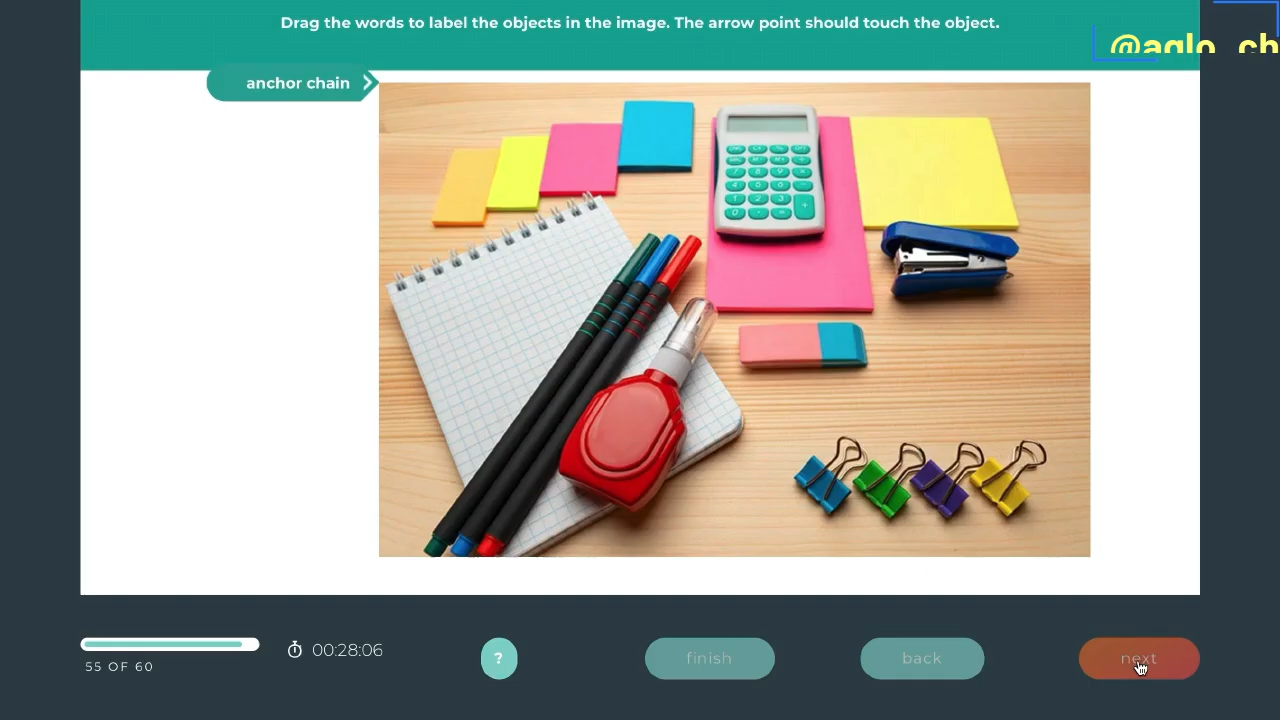 Drag the words to label the objects in the image. The arrow point should touch the object.
@aglo_ch
anchor chain
55 OF 60
00:28:06
?
finish
back
next